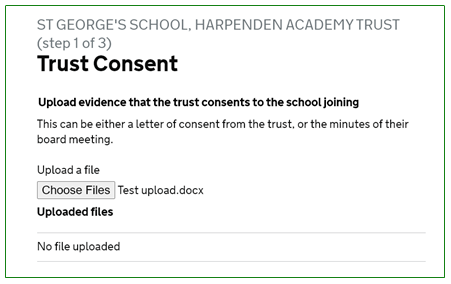 ST GEORGE'S SCHOOL, HARPENDEN ACADEMY TRUST
(step 1 of 3)
Trust Consent
Upload evidence that the trust consents to the school joining
This can be either a letter of consent from the trust, or the minutes of their
board meeting.
Upload a file
Choose Files Test upload.docx
Uploaded files
No file uploaded